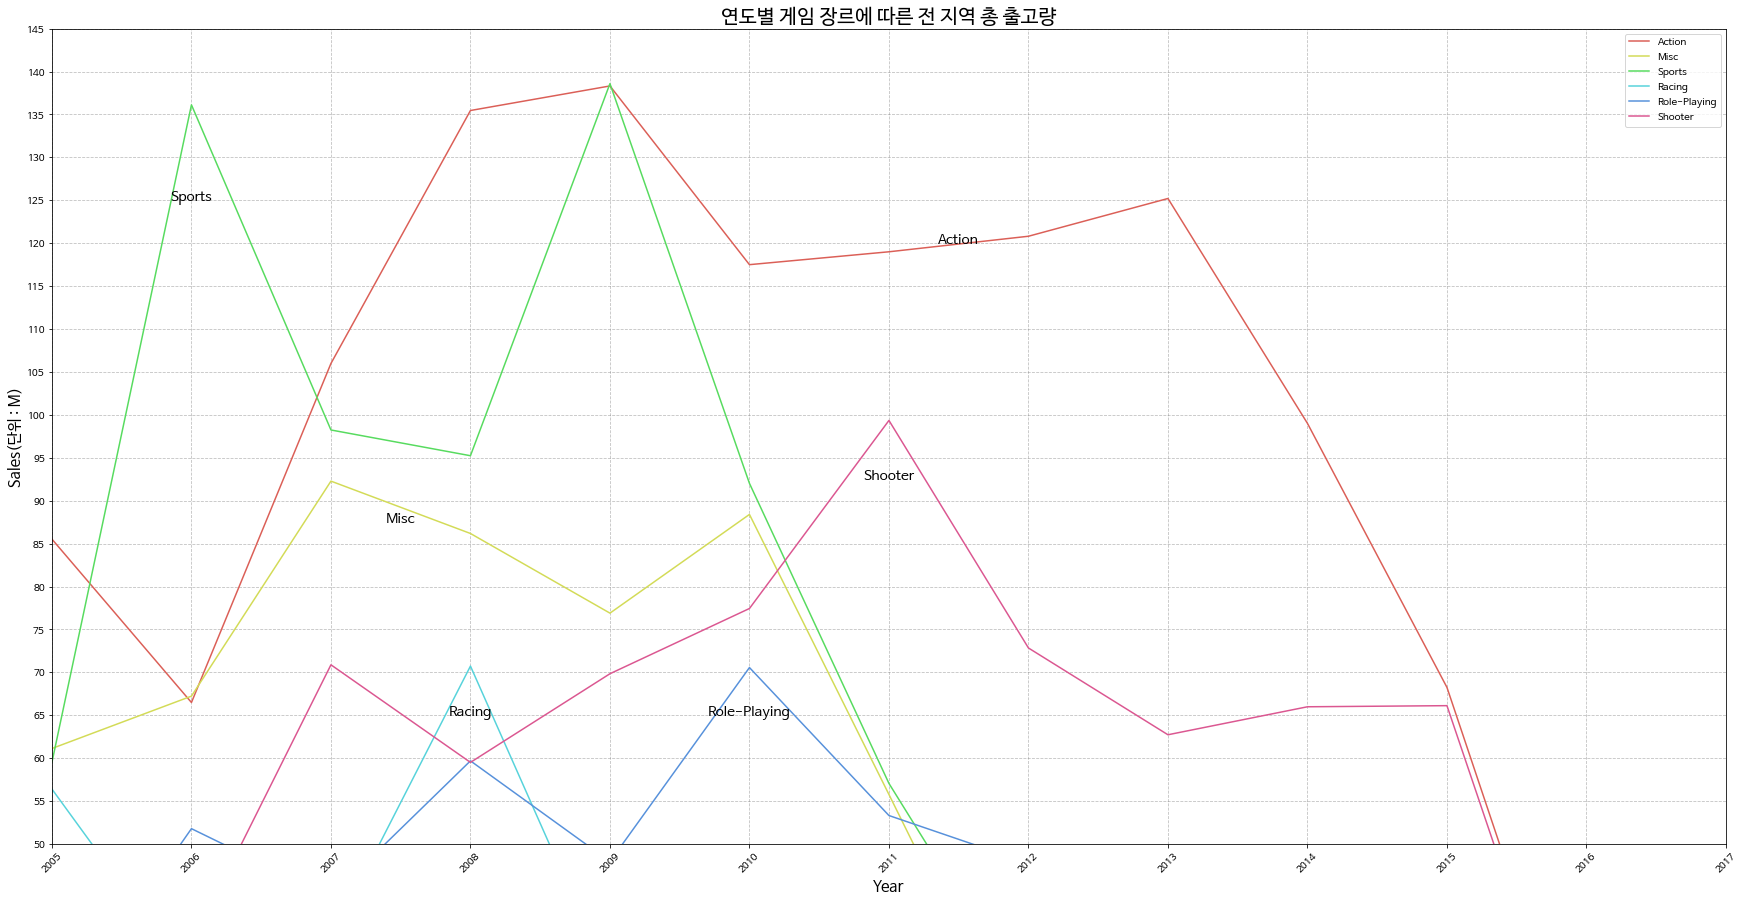 연도별 게임 장르에 따른 전 지역 총 출고량
145
140
135
130
125
120
115
110
105
100
95
90
85
80
75
70
65
60
55
50
Sales(단위 : M)
Action
Misc
Sports
Racing
Role-Playing
Shooter
Sports
Action
Shooter
Misc
Racing
Role-Playing
2005
2006
2007
2008
2009
2010
2011
2012
2013
2014
2015
2016
2017
Year